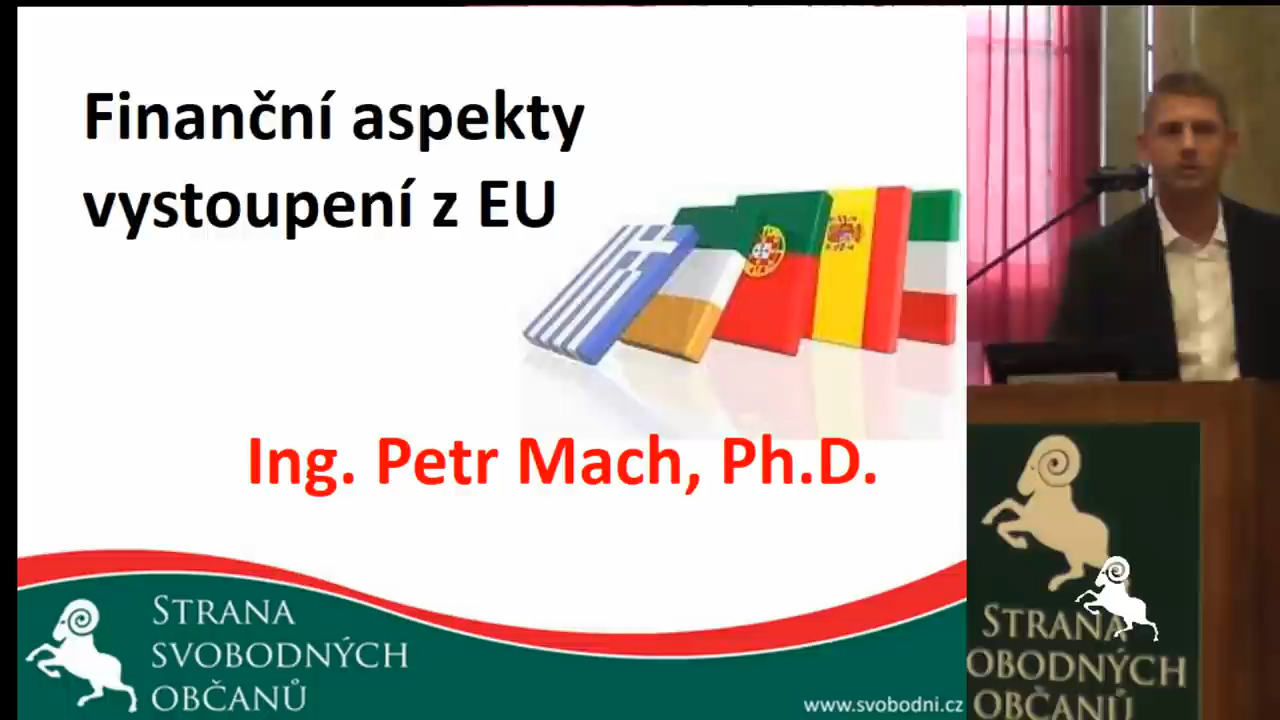 Finanční aspekty
vystoupení z EU
Ing. Petr Mach, Ph.D.
STRANA
SVOBODNÝCH
OBČANŮ
www.svobodni.cz
STRANA
OBODNÝCH
OBČANŮ